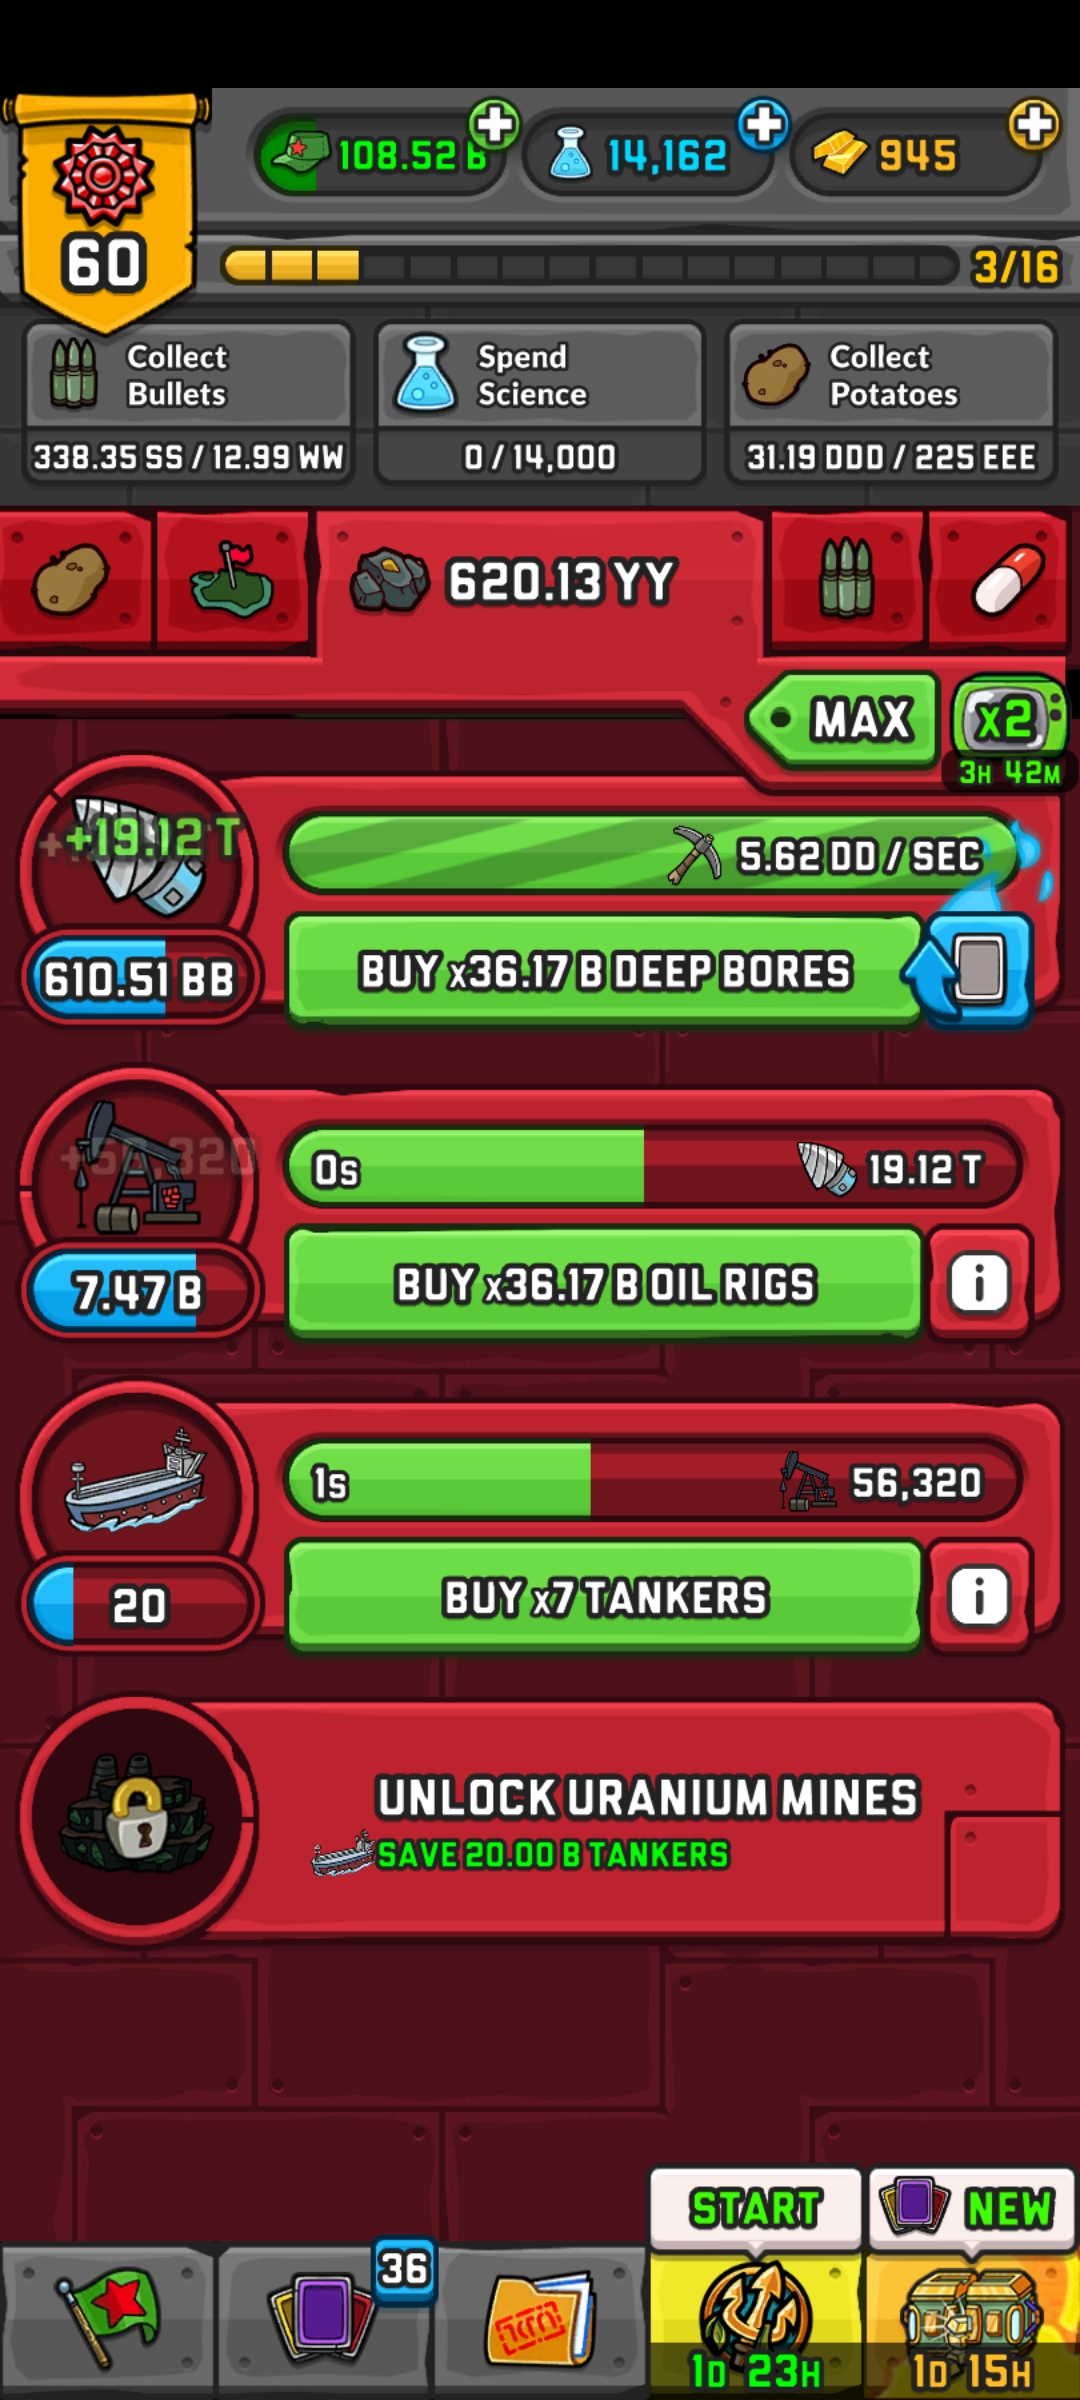 108.52 B
14,162
945
60
3/16
Collect
Bullets
338.35 SS / 12.99 WW
Spend
Science
0 / 14,000
Collect
Potatoes
31.19 DDD / 225 EEE
620.13 YY
MAX
x2
3H 42M
+19.12 T
5.62 DD / SEC
610.51 BB
BUY x36.17 B DEEP BORES
+56,320
0s
19.12 T
7.47 B
BUY x36.17 B OIL RIGS
i
1s
56,320
20
BUY x7 TANKERS
i
UNLOCK URANIUM MINES
SAVE 20.00 B TANKERS
START
NEW
36
1D 23H
1D 15H